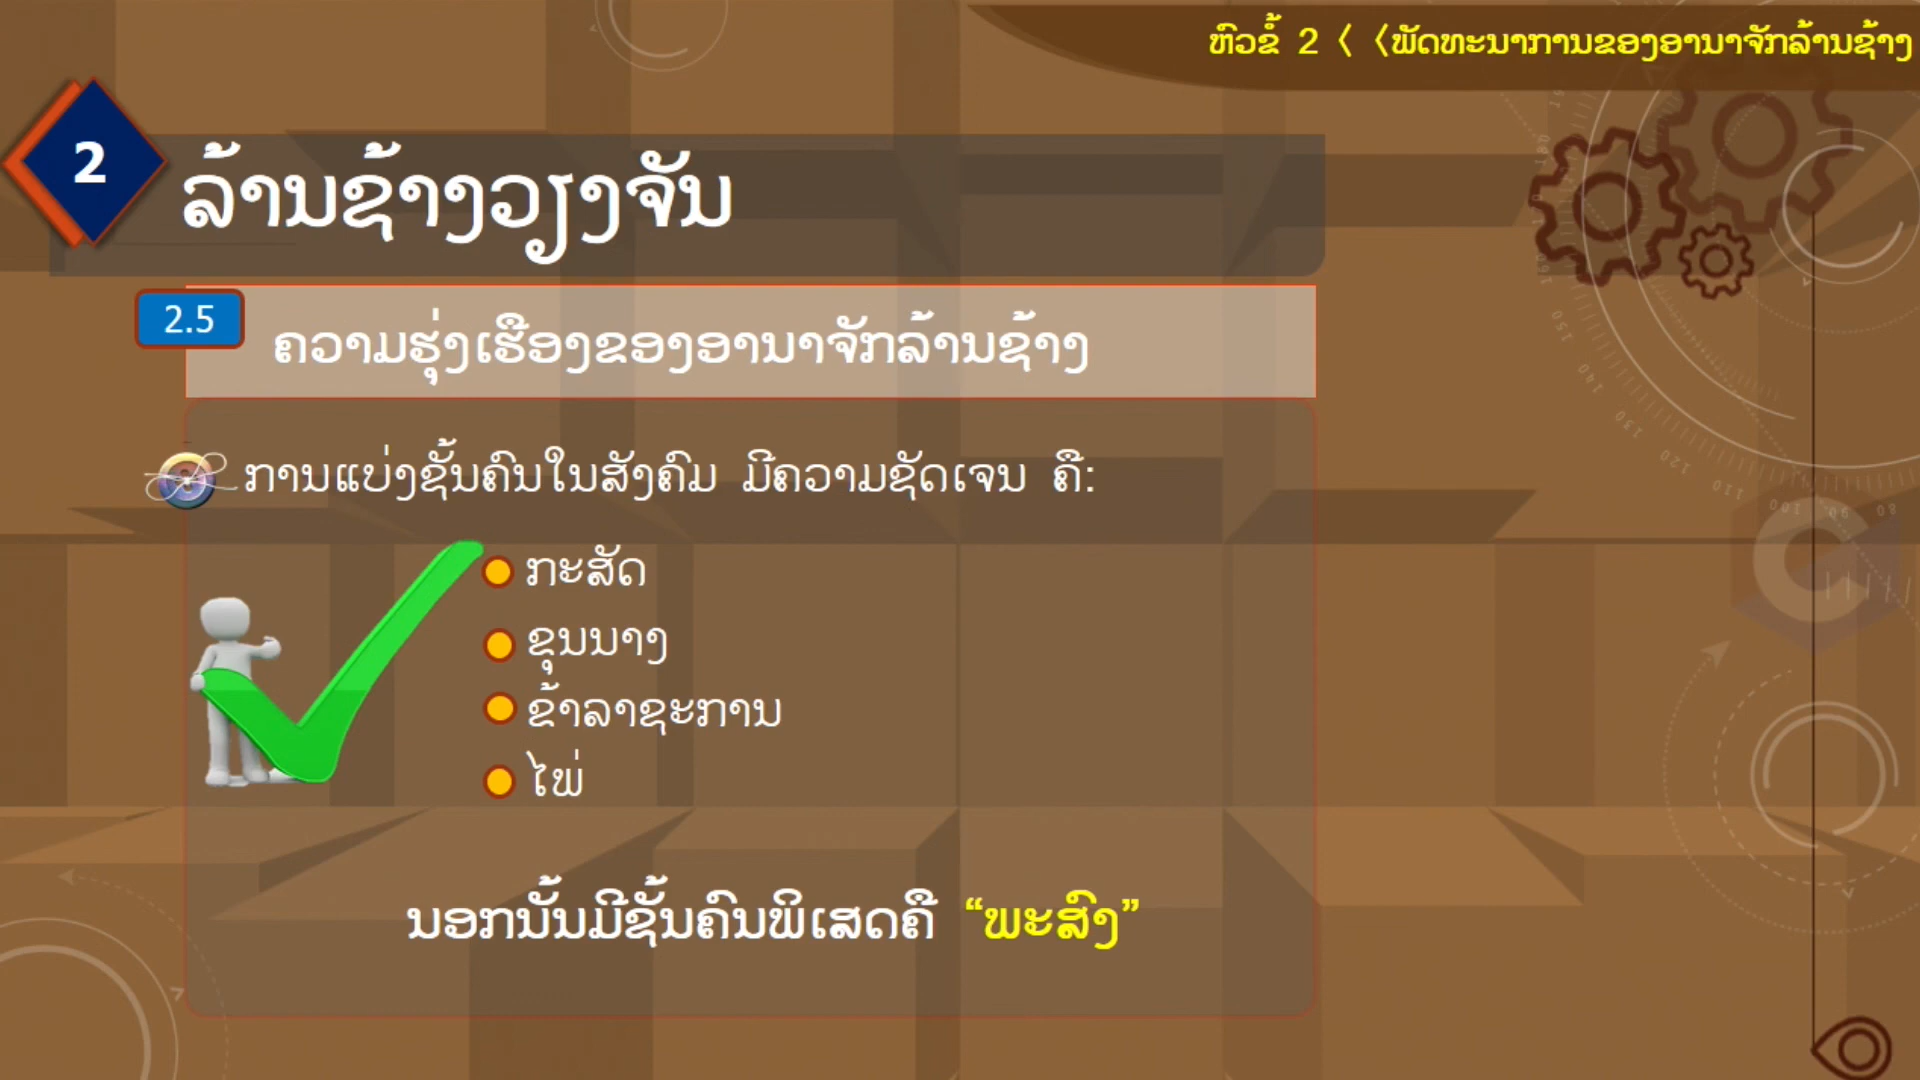 ຫົວຂໍ້ 2 〈〈ພັດທະນາການຂອງອານາຈັກລ້ານຊ້າງ
2
ລ້ານຊ້າງວຽງຈັນ
2.5
ຄວາມຮຸ່ງເຮືອງຂອງອານາຈັກລ້ານຊ້າງ
ການແບ່ງຊັ້ນຄົນໃນສັງຄົມ ມີຄວາມຊັດເຈນ ຄື:
ກະສັດ
ຂຸນນາງ
ຂ້າລາຊະການ
ໄພ່
ນອກນັ້ນມີຊັ້ນຄົນພິເສດຄື “ພະສົງ”